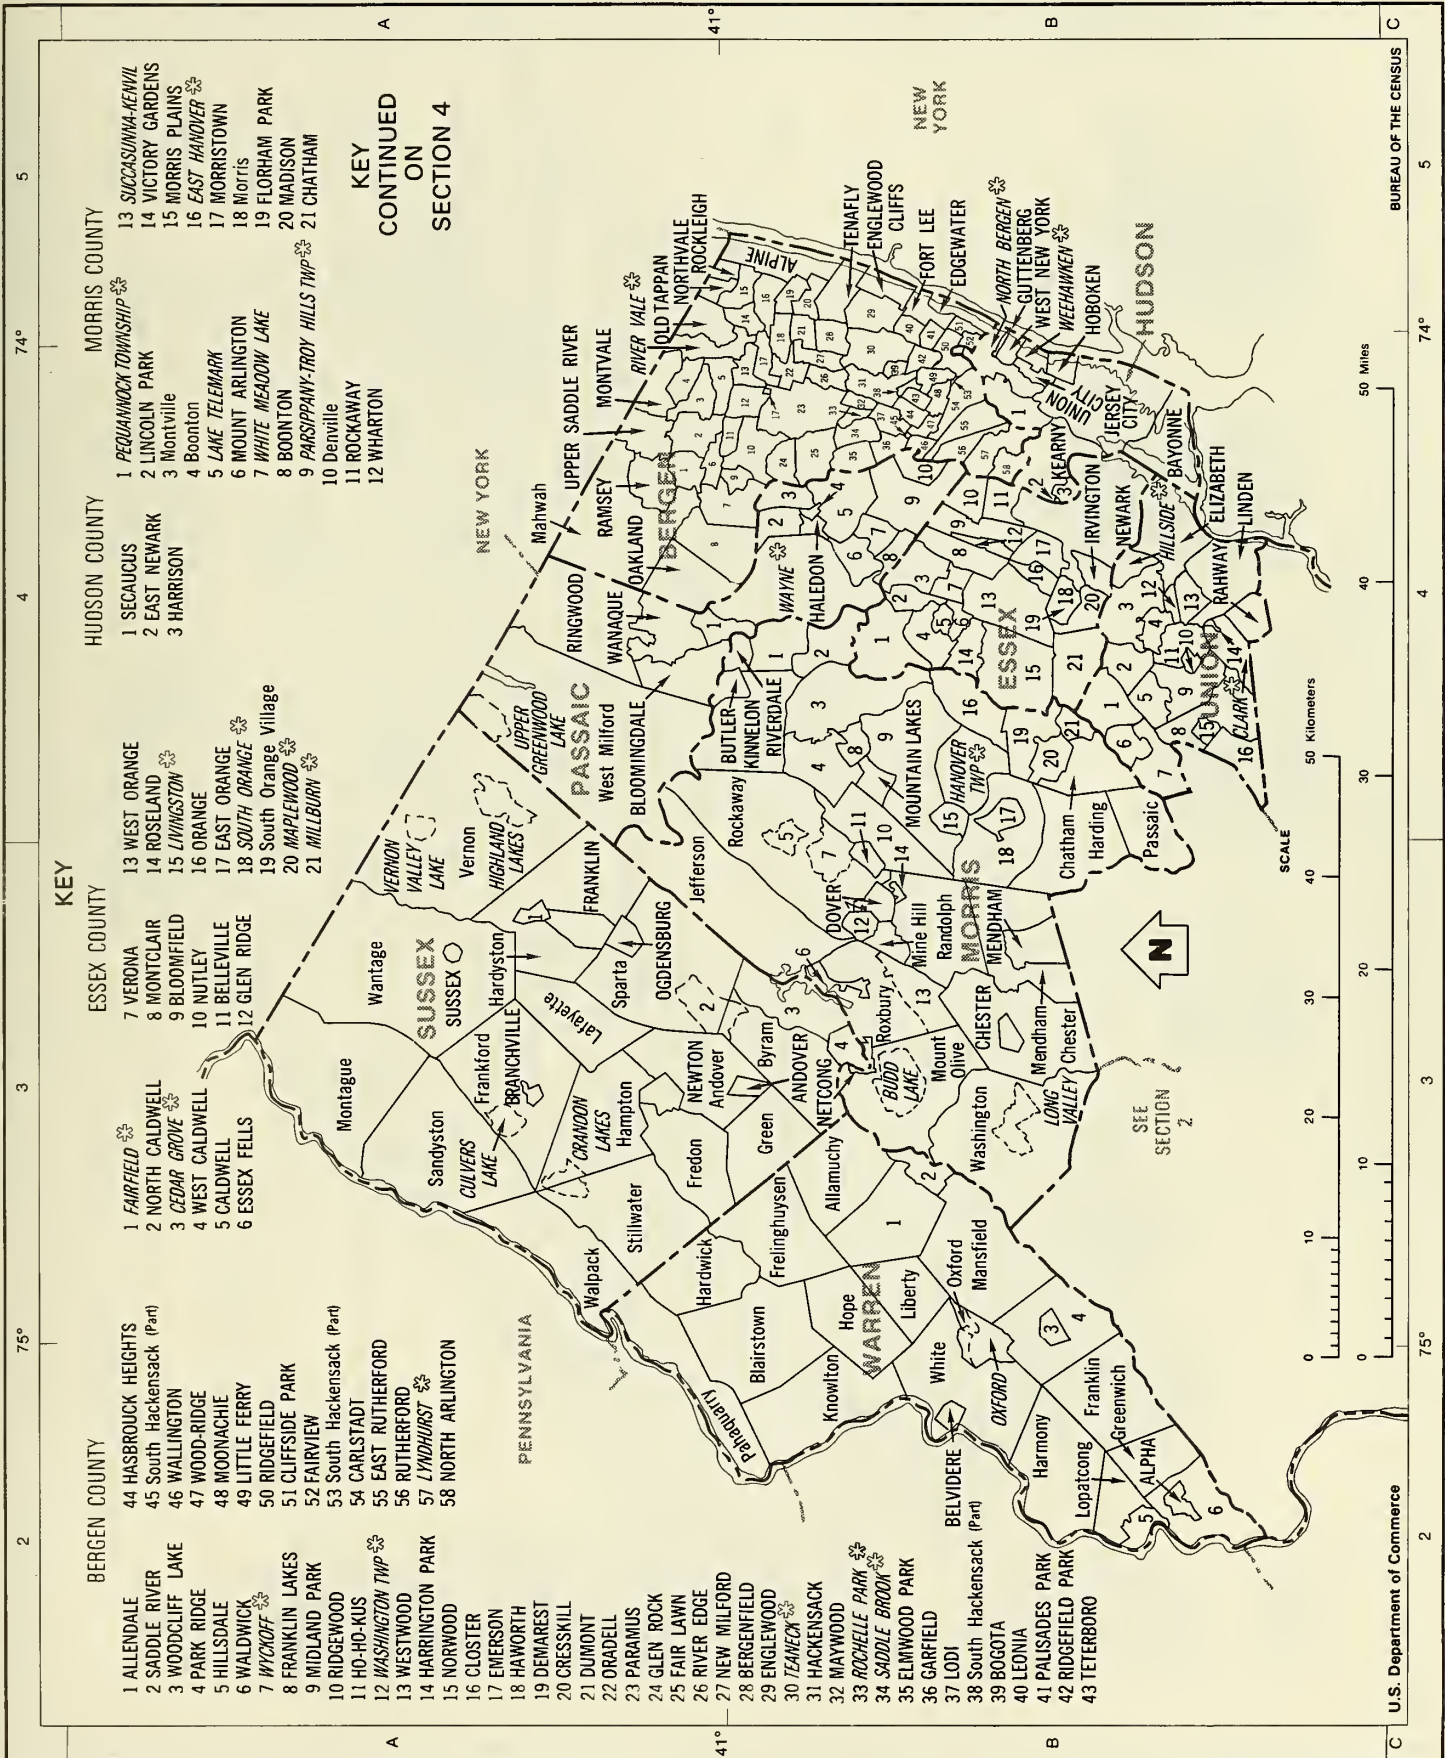 KEY
BERGEN COUNTY
1 ALLENDALE
2 SADDLE RIVER
3 WOODCLIFF LAKE
4 PARK RIDGE
5 HILLSDALE
6 WALDWICK
7 WYCKOFF
8 FRANKLIN LAKES
9 MIDLAND PARK
10 RIDGEWOOD
11 HO-HO-KUS
12 WASHINGTON TWP
13 WESTWOOD
14 HARRINGTON PARK
15 NORWOOD
16 CLOSTER
17 EMERSON
18 HAWORTH
19 DEMAREST
20 CRESSKILL
21 DUMONT
22 ORADELL
23 PARAMUS
24 GLEN ROCK
25 FAIR LAWN
26 RIVER EDGE
27 NEW MILFORD
28 BERGENFIELD
29 ENGLEWOOD
30 TEANECK
31 HACKENSACK
32 MAYWOOD
33 ROCHELLE PARK
34 SADDLE BROOK
35 ELMWOOD PARK
36 GARFIELD
37 LODI
38 South Hackensack (Part)
39 BOGOTA
40 LEONIA
41 PALISADES PARK
42 RIDGEFIELD PARK
43 TETERBORO
44 HASBROUCK HEIGHTS
45 South Hackensack (Part)
46 WALLINGTON
47 WOOD-RIDGE
48 MOONACHIE
49 LITTLE FERRY
50 RIDGEFIELD
51 CLIFFSIDE PARK
52 FAIRVIEW
53 South Hackensack (Part)
54 CARLSTADT
55 EAST RUTHERFORD
56 RUTHERFORD
57 LYNDHURST
58 NORTH ARLINGTON
ESSEX COUNTY
1 FAIRFIELD
2 NORTH CALDWELL
3 CEDAR GROVE
4 WEST CALDWELL
5 CALDWELL
6 ESSEX FELLS
7 VERONA
8 MONTCLAIR
9 BLOOMFIELD
10 NUTLEY
11 BELLEVILLE
12 GLEN RIDGE
13 WEST ORANGE
14 ROSELAND
15 LIVINGSTON
16 ORANGE
17 EAST ORANGE
18 SOUTH ORANGE
19 South Orange Village
20 MAPLEWOOD
21 MILLBURN
HUDSON COUNTY
1 SECAUCUS
2 EAST NEWARK
3 HARRISON
MORRIS COUNTY
1 PEQUANNOCK TOWNSHIP
2 LINCOLN PARK
3 Montville
4 Boonton
5 LAKE TELEMARK
6 MOUNT ARLINGTON
7 WHITE MEADOW LAKE
8 BOONTON
9 PARSIPPANY-TROY HILLS TWP
10 Denville
11 ROCKAWAY
12 WHARTON
13 SUCCASUNNA-KENVIL
14 VICTORY GARDENS
15 MORRIS PLAINS
16 EAST HANOVER
17 MORRISTOWN
18 Morris
19 FLORHAM PARK
20 MADISON
21 CHATHAM
KEY
CONTINUED
ON
SECTION 4
PENNSYLVANIA
NEW YORK
NEW
YORK
SUSSEX
Montague
Wantage
SUSSEX
Vernon
VERNON
VALLEY
LAKE
HIGHLAND
LAKES
Sandyston
Frankford
BRANCHVILLE
CULVERS
LAKE
Hardyston
FRANKLIN
Lafayette
Sparta
OGDENSBURG
CRANDON
LAKES
Hampton
NEWTON
Andover
ANDOVER
Byram
Walpack
Stillwater
Fredon
Green
PASSAIC
UPPER
GREENWOOD
LAKE
West Milford
RINGWOOD
WANAQUE
BLOOMINGDALE
WAYNE
HALEDON
BERGEN
Mahwah
RAMSEY
OAKLAND
UPPER SADDLE RIVER
MONTVALE
RIVER VALE
OLD TAPPAN
NORTHVALE
ROCKLEIGH
ALPINE
TENAFLY
ENGLEWOOD
CLIFFS
FORT LEE
EDGEWATER
HUDSON
NORTH BERGEN
GUTTENBERG
WEST NEW YORK
WEEHAWKEN
HOBOKEN
UNION
CITY
JERSEY
CITY
BAYONNE
KEARNY
ESSEX
IRVINGTON
NEWARK
UNION
HILLSIDE
ELIZABETH
LINDEN
RAHWAY
CLARK
WARREN
Pahaquarry
Hardwick
Blairstown
Frelinghuysen
Knowlton
Hope
Allamuchy
Liberty
White
Oxford
OXFORD
Mansfield
BELVIDERE
Harmony
Franklin
Lopatcong
Greenwich
ALPHA
MORRIS
Jefferson
Rockaway
BUTLER
KINNELON
RIVERDALE
MOUNTAIN LAKES
HANOVER
TWP
DOVER
Mine Hill
Randolph
MENDHAM
NETCONG
Roxbury
BUDD
LAKE
Mount
Olive
CHESTER
Mendham
Chester
Washington
LONG
VALLEY
Chatham
Harding
Passaic
SEE
SECTION
2
N
SCALE
0 10 20 30 40 50 Kilometers
0 10 20 30 40 50 Miles
U.S. Department of Commerce
BUREAU OF THE CENSUS
2 3 4 5
75° 74°
41°
A B C